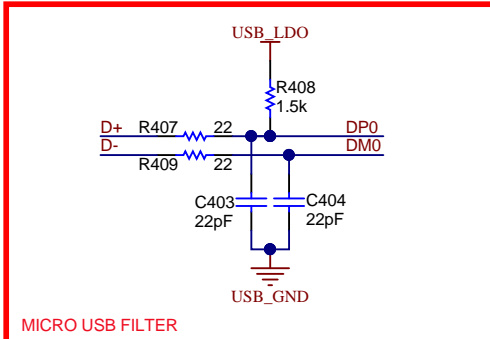 USB_LDO
R408
1.5k
D+ R407 22 DP0
D- R409 22 DM0
C403 C404
22pF 22pF
USB_GND
MICRO USB FILTER